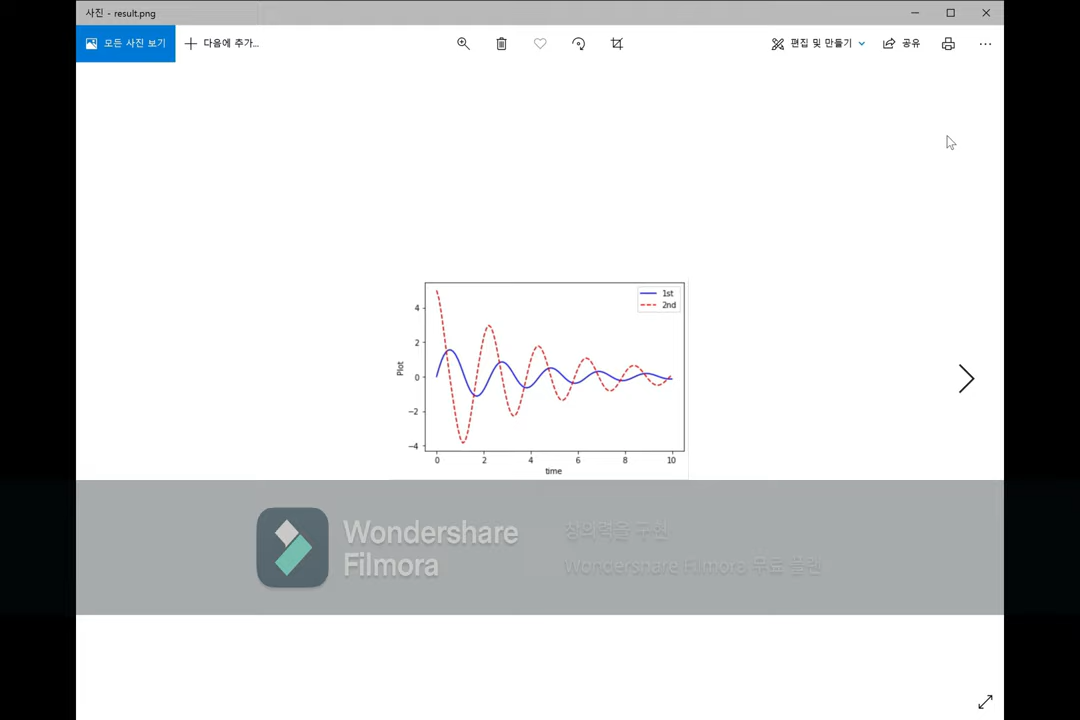 사진 - result.png
모든 사진 보기
다음에 추가...
편집 및 만들기
공유
1st
2nd
4
2
0
−2
−4
Plot
0 2 4 6 8 10
time
Wondershare
Filmora
창의력을 구현
Wondershare Filmora 무료 플랜